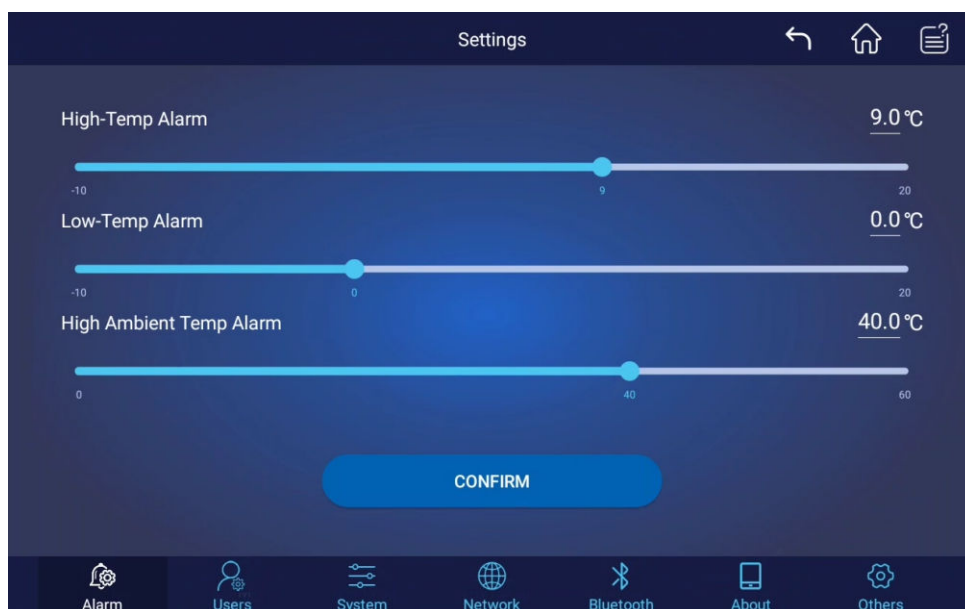 Settings
High-Temp Alarm 9.0 °C
-10 9 20
Low-Temp Alarm 0.0 °C
-10 0 20
High Ambient Temp Alarm 40.0 °C
0 40 60
CONFIRM
Alarm Users System Network Bluetooth About Others